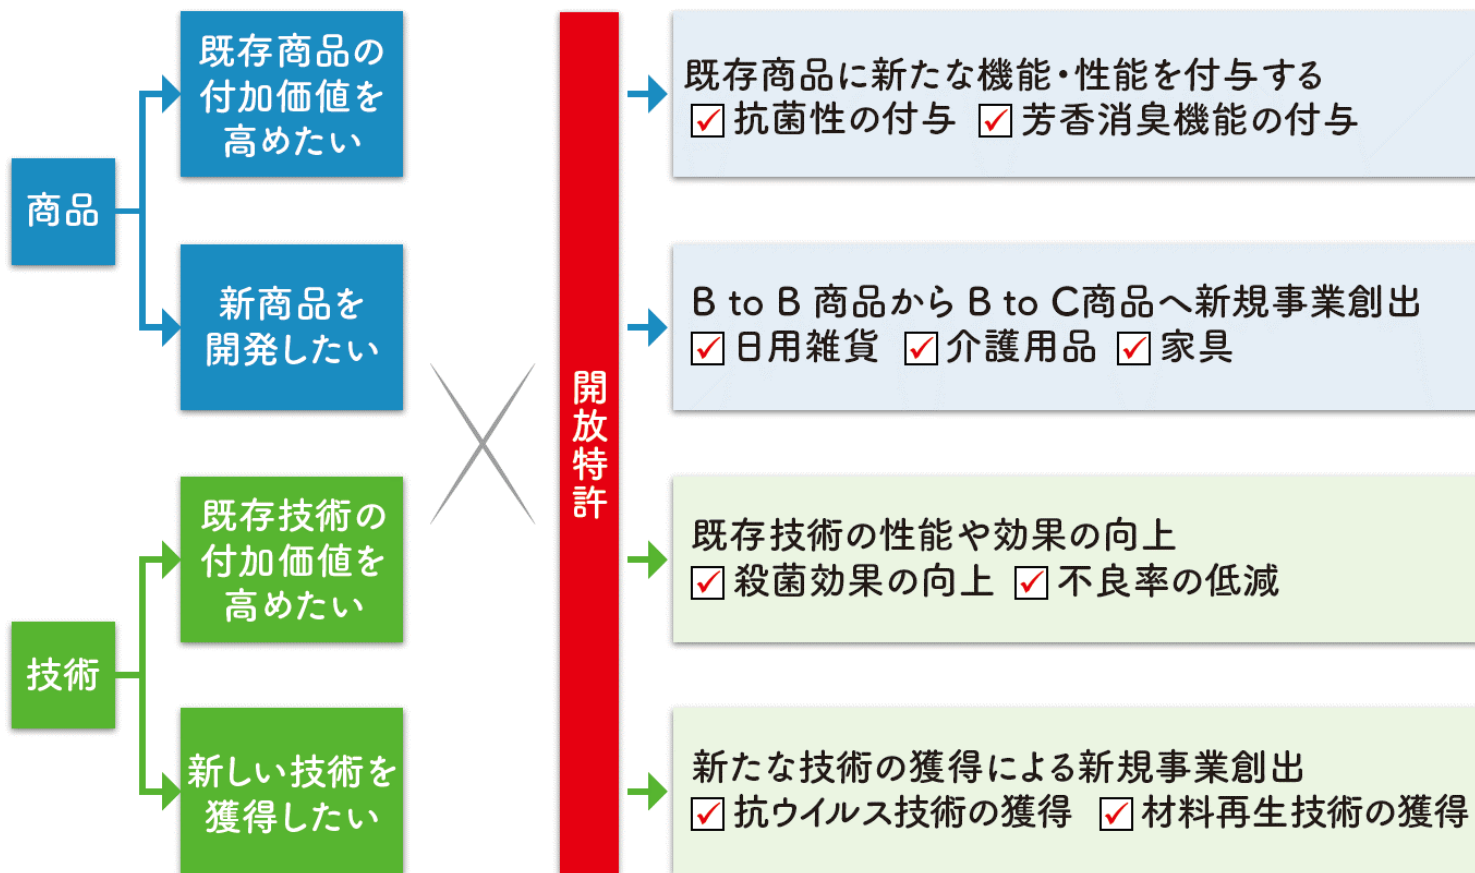 商品
既存商品の
付加価値を
高めたい
新商品を
開発したい
技術
既存技術の
付加価値を
高めたい
新しい技術を
獲得したい
開放特許
既存商品に新たな機能・性能を付与する
抗菌性の付与 芳香消臭機能の付与
B to B 商品から B to C商品へ新規事業創出
日用雑貨 介護用品 家具
既存技術の性能や効果の向上
殺菌効果の向上 不良率の低減
新たな技術の獲得による新規事業創出
抗ウイルス技術の獲得 材料再生技術の獲得